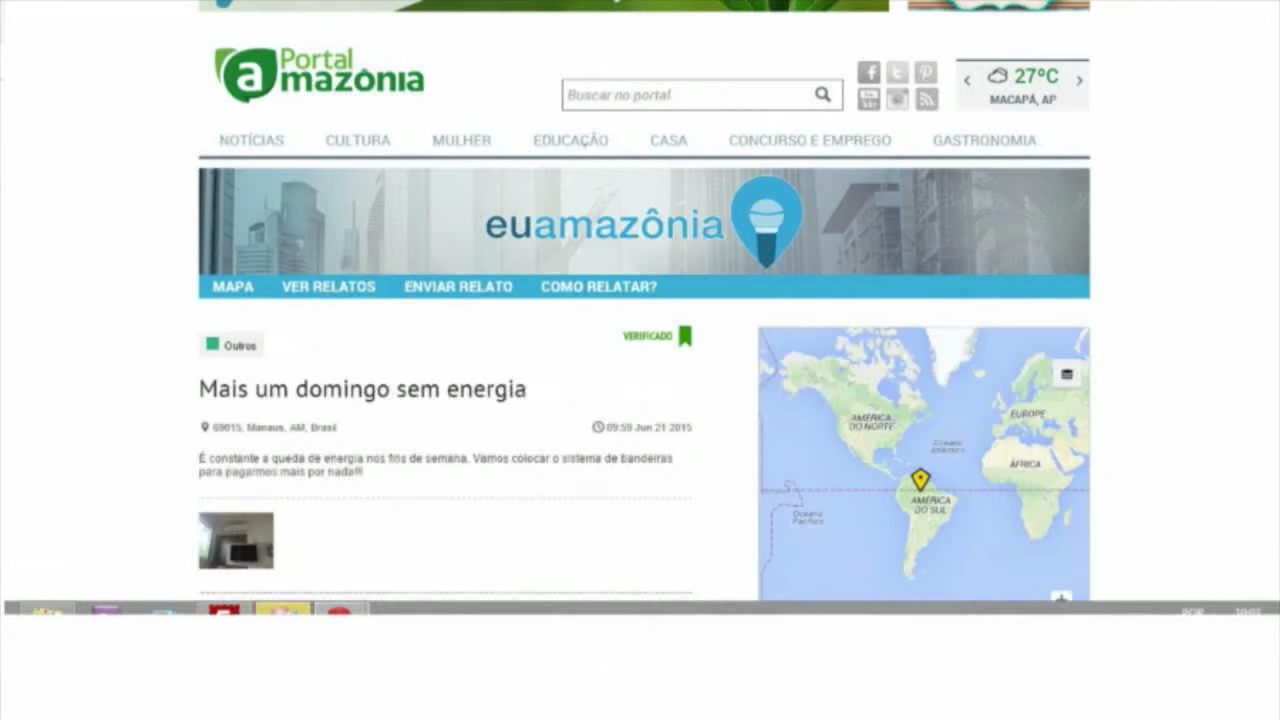 Portal
amazônia
Buscar no portal
27°C
MACAPÁ, AP
NOTÍCIAS CULTURA MULHER EDUCAÇÃO CASA CONCURSO E EMPREGO GASTRONOMIA
euamazônia
MAPA VER RELATOS ENVIAR RELATO COMO RELATAR?
Outros
VERIFICADO
Mais um domingo sem energia
69015, Manaus, AM, Brasil
09:59 Jun 21 2015
É constante a queda de energia nos fins de semana. Vamos colocar o sistema de bandeiras
para pagarmos mais por nada!!!
AMÉRICA
DO NORTE
EUROPE
Oceano
Atlântico
ÁFRICA
AMÉRICA
DO SUL
Oceano
Pacífico